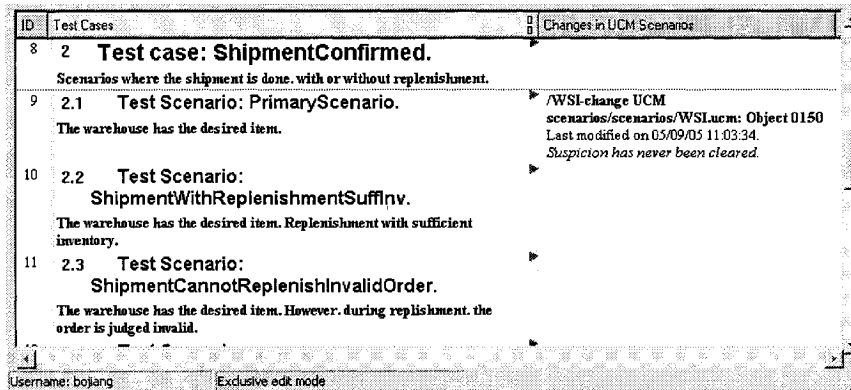 ID Test Cases Changes in UCM Scenarios
8 2 Test case: ShipmentConfirmed.
Scenarios where the shipment is done. with or without replenishment.
9 2.1 Test Scenario: PrimaryScenario.
The warehouse has the desired item.
/WSI-change UCM
scenarios/scenarios/WSI.ucm: Object 0150
Last modified on 05/09/05 11:03:34.
Suspicion has never been cleared.
10 2.2 Test Scenario:
ShipmentWithReplenishmentSuffInv.
The warehouse has the desired item. Replenishment with sufficient
inventory.
11 2.3 Test Scenario:
ShipmentCannotReplenishInvalidOrder.
The warehouse has the desired item. However. during replishment. the
order is judged invalid.
Username: bojiang Exclusive edit mode